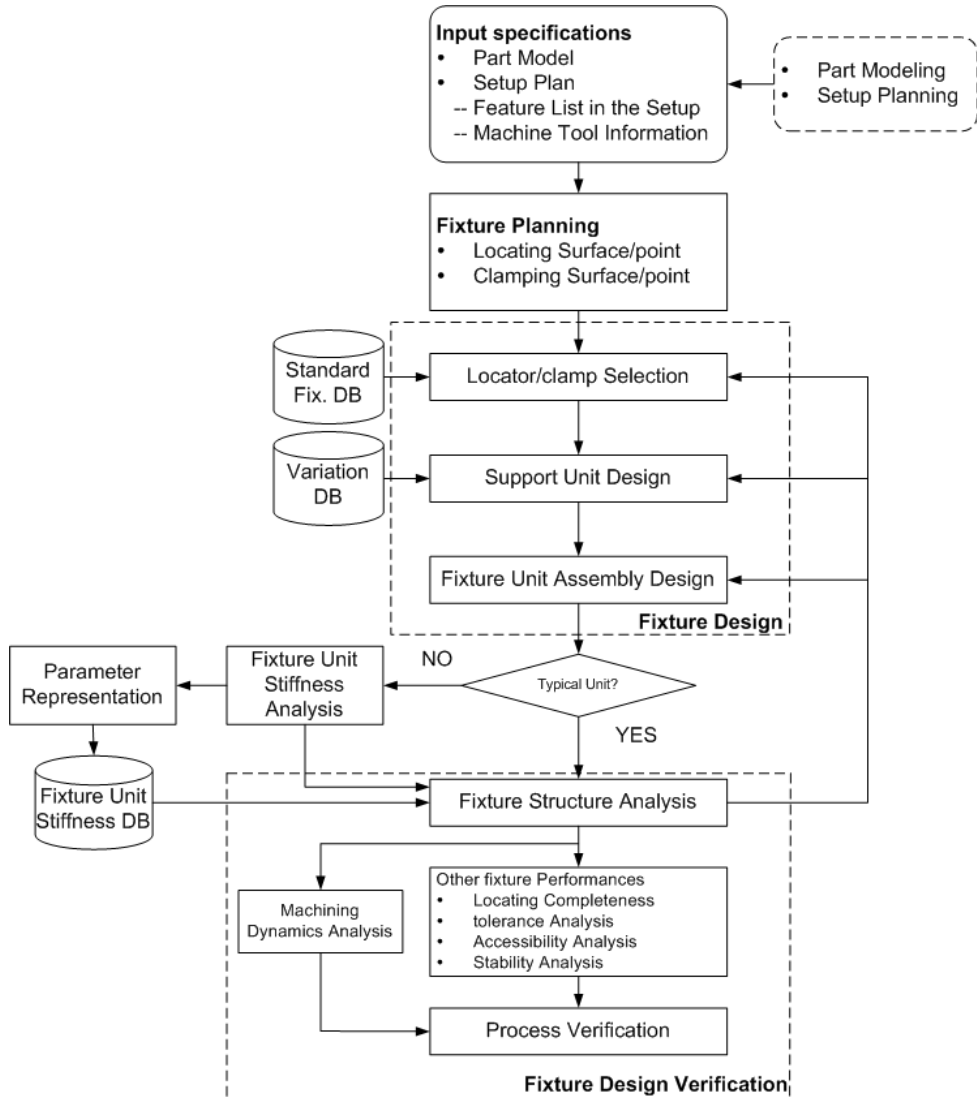 Input specifications
• Part Model
• Setup Plan
-- Feature List in the Setup
-- Machine Tool Information
• Part Modeling
• Setup Planning
Fixture Planning
• Locating Surface/point
• Clamping Surface/point
Standard
Fix. DB
Locator/clamp Selection
Variation
DB
Support Unit Design
Fixture Unit Assembly Design
Fixture Design
Parameter
Representation
Fixture Unit
Stiffness
Analysis
NO
Typical Unit?
YES
Fixture Unit
Stiffness DB
Fixture Structure Analysis
Machining
Dynamics Analysis
Other fixture Performances
• Locating Completeness
• tolerance Analysis
• Accessibility Analysis
• Stability Analysis
Process Verification
Fixture Design Verification